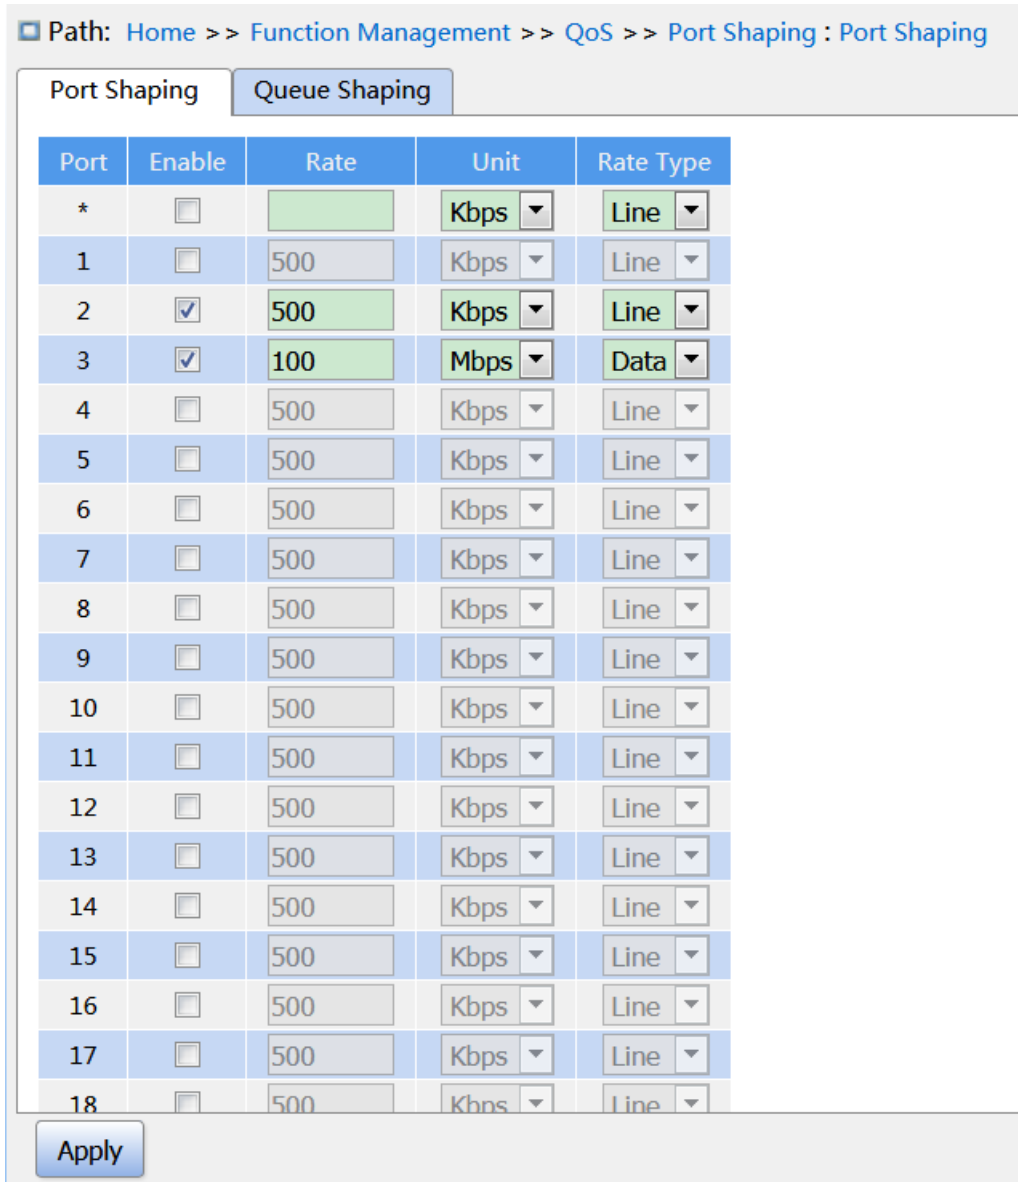 Path: Home >> Function Management >> QoS >> Port Shaping : Port Shaping
Port Shaping Queue Shaping
Port Enable Rate Unit Rate Type
* Kbps Line
1 500 Kbps Line
2 500 Kbps Line
3 100 Mbps Data
4 500 Kbps Line
5 500 Kbps Line
6 500 Kbps Line
7 500 Kbps Line
8 500 Kbps Line
9 500 Kbps Line
10 500 Kbps Line
11 500 Kbps Line
12 500 Kbps Line
13 500 Kbps Line
14 500 Kbps Line
15 500 Kbps Line
16 500 Kbps Line
17 500 Kbps Line
18 500 Kbps Line
Apply